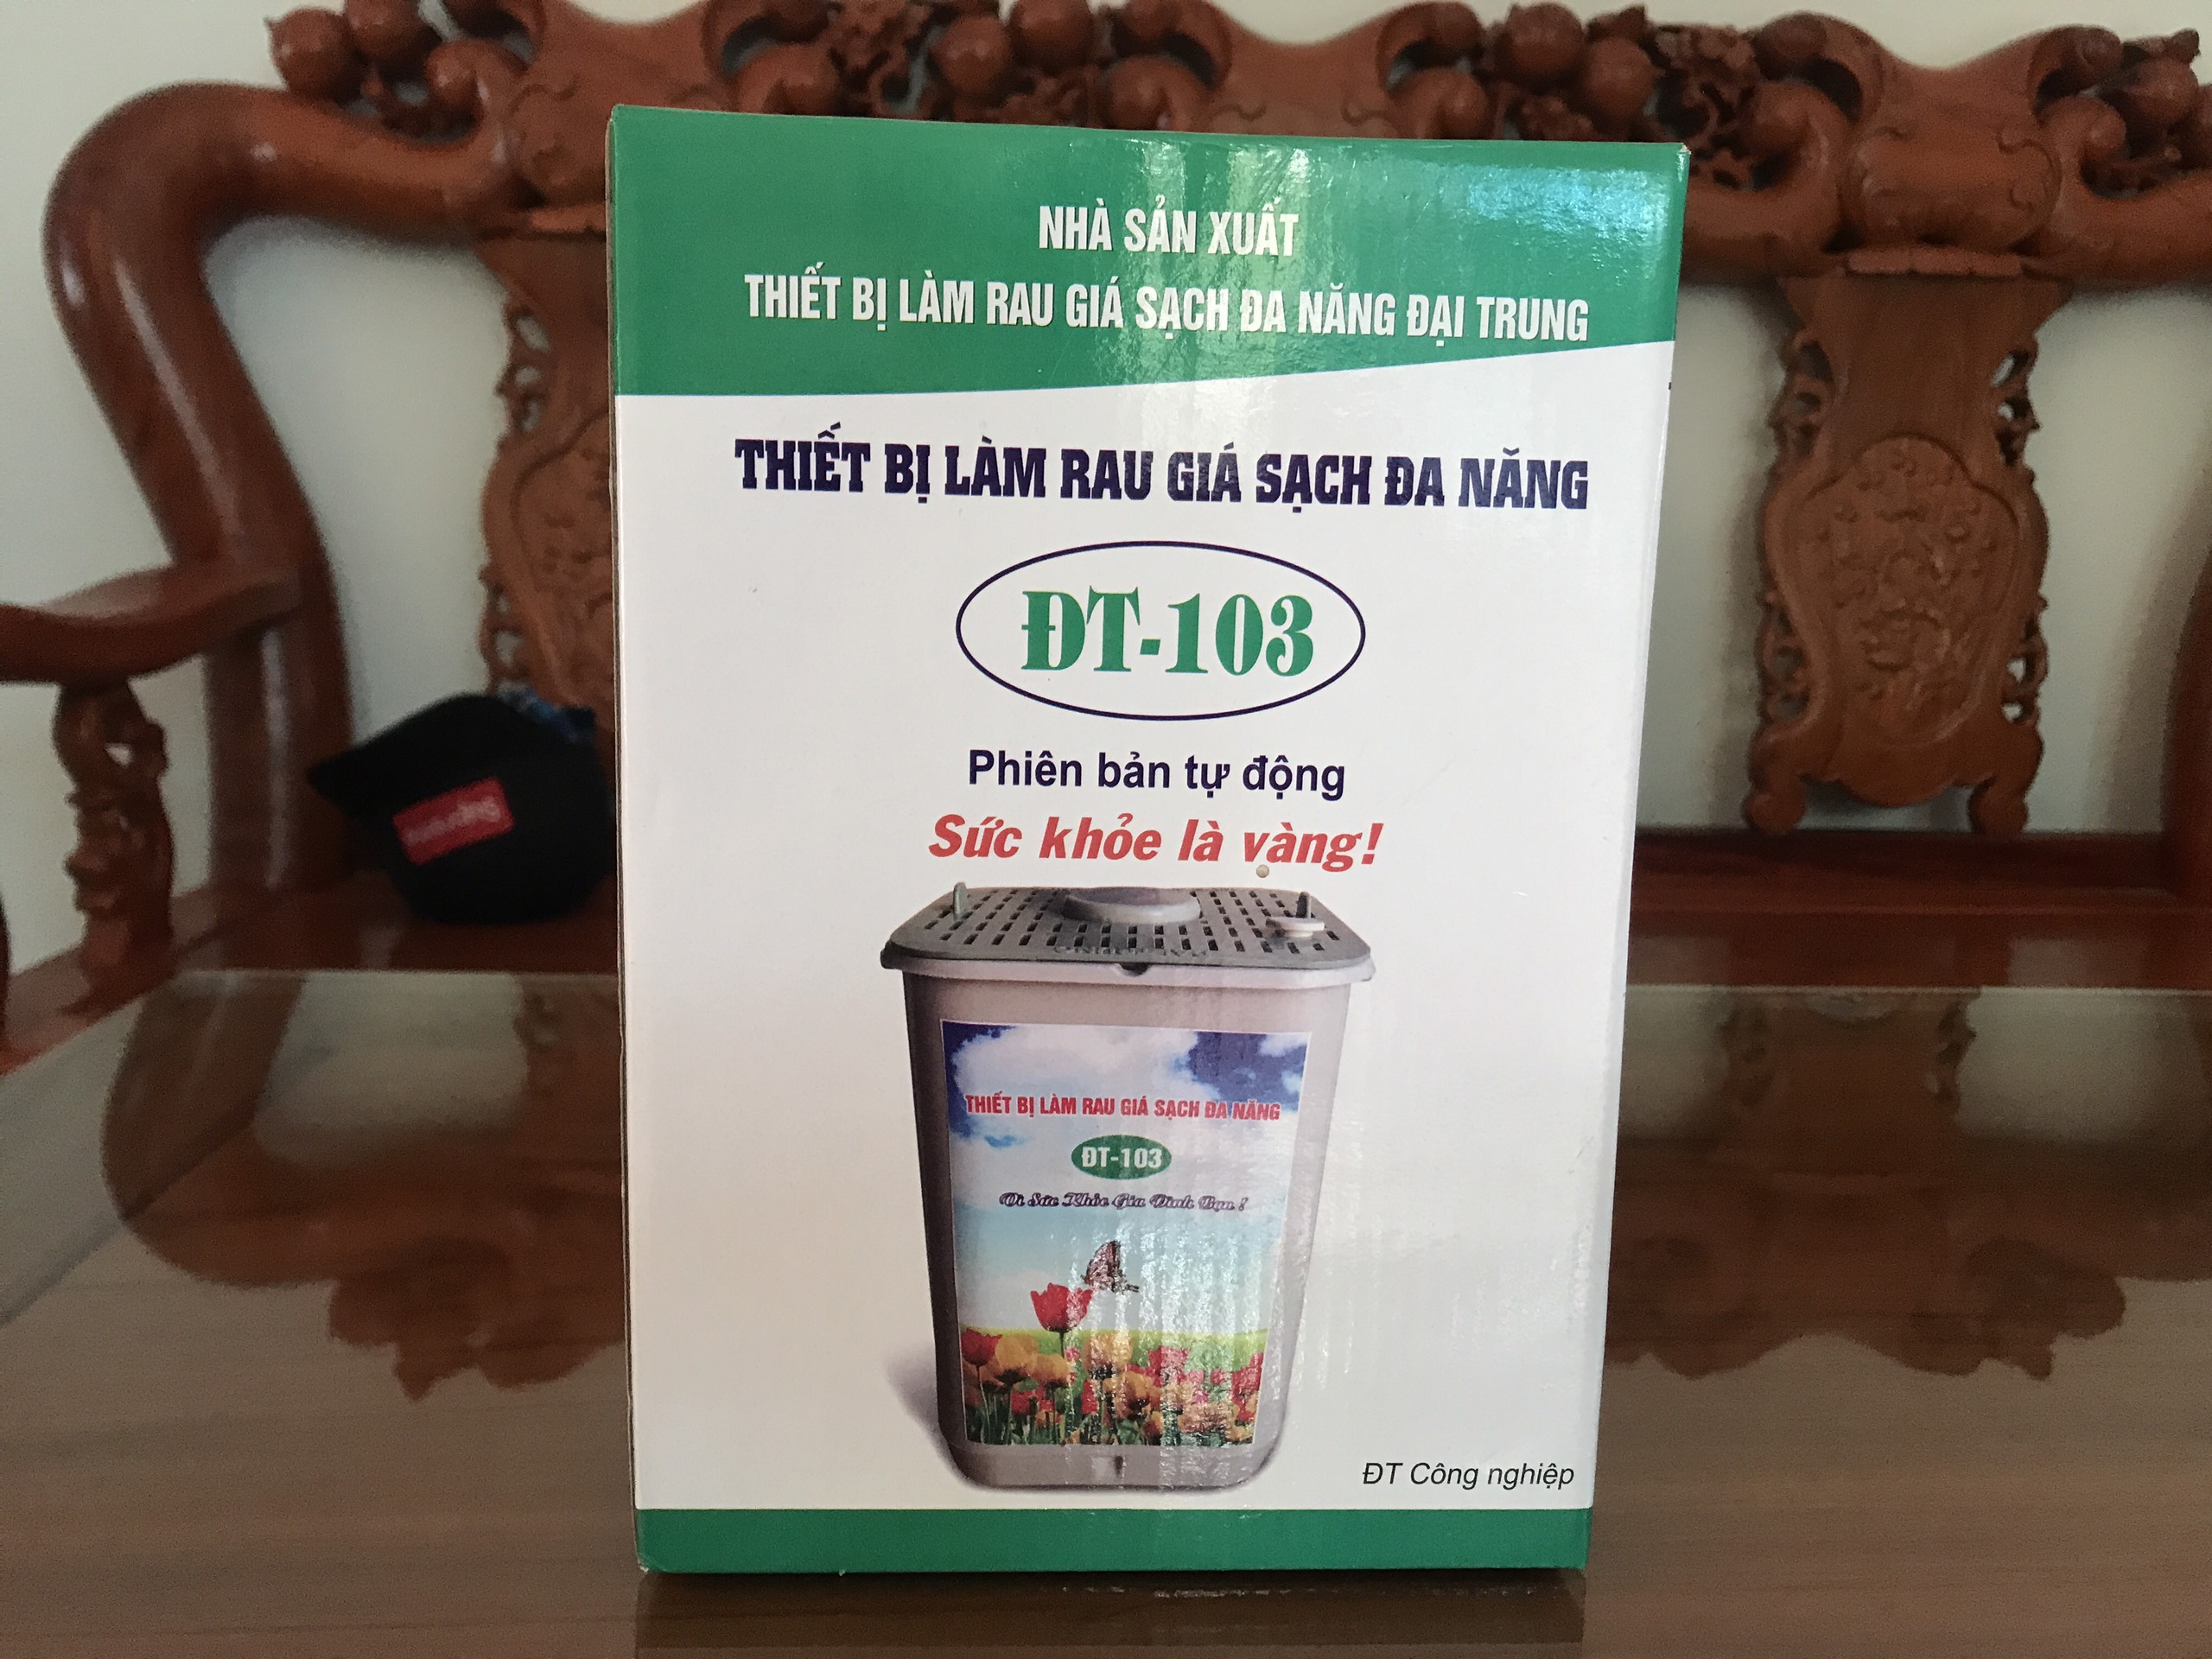 NHÀ SẢN XUẤT
THIẾT BỊ LÀM RAU GIÁ SẠCH ĐA NĂNG ĐẠI TRUNG
THIẾT BỊ LÀM RAU GIÁ SẠCH ĐA NĂNG
ĐT-103
Phiên bản tự động
Sức khỏe là vàng!
THIẾT BỊ LÀM RAU GIÁ SẠCH ĐA NĂNG
ĐT-103
Vì Sức Khỏe Gia Đình Bạn !
ĐT Công nghiệp